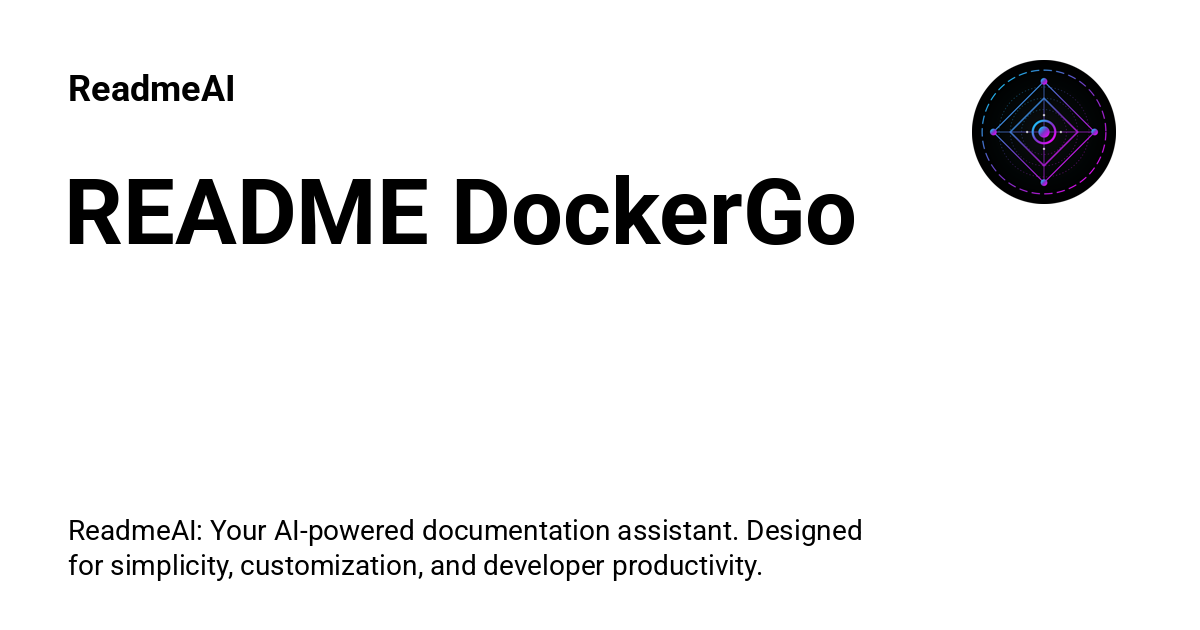 ReadmeAI
README DockerGo
ReadmeAI: Your AI-powered documentation assistant. Designed
for simplicity, customization, and developer productivity.